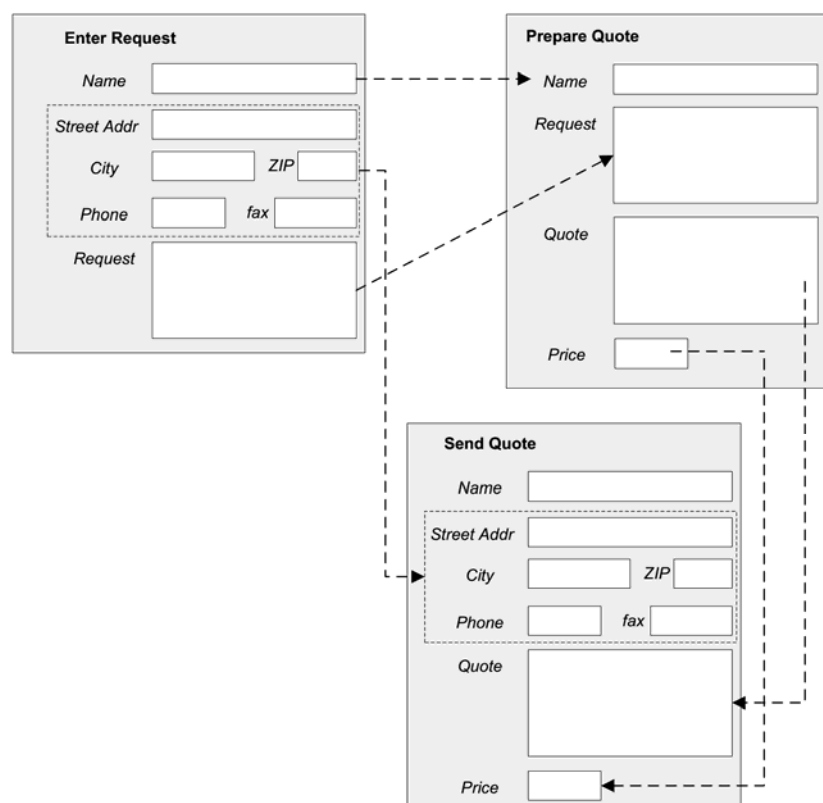 Enter Request
Name
Street Addr
City ZIP
Phone fax
Request
Prepare Quote
Name
Request
Quote
Price
Send Quote
Name
Street Addr
City ZIP
Phone fax
Quote
Price